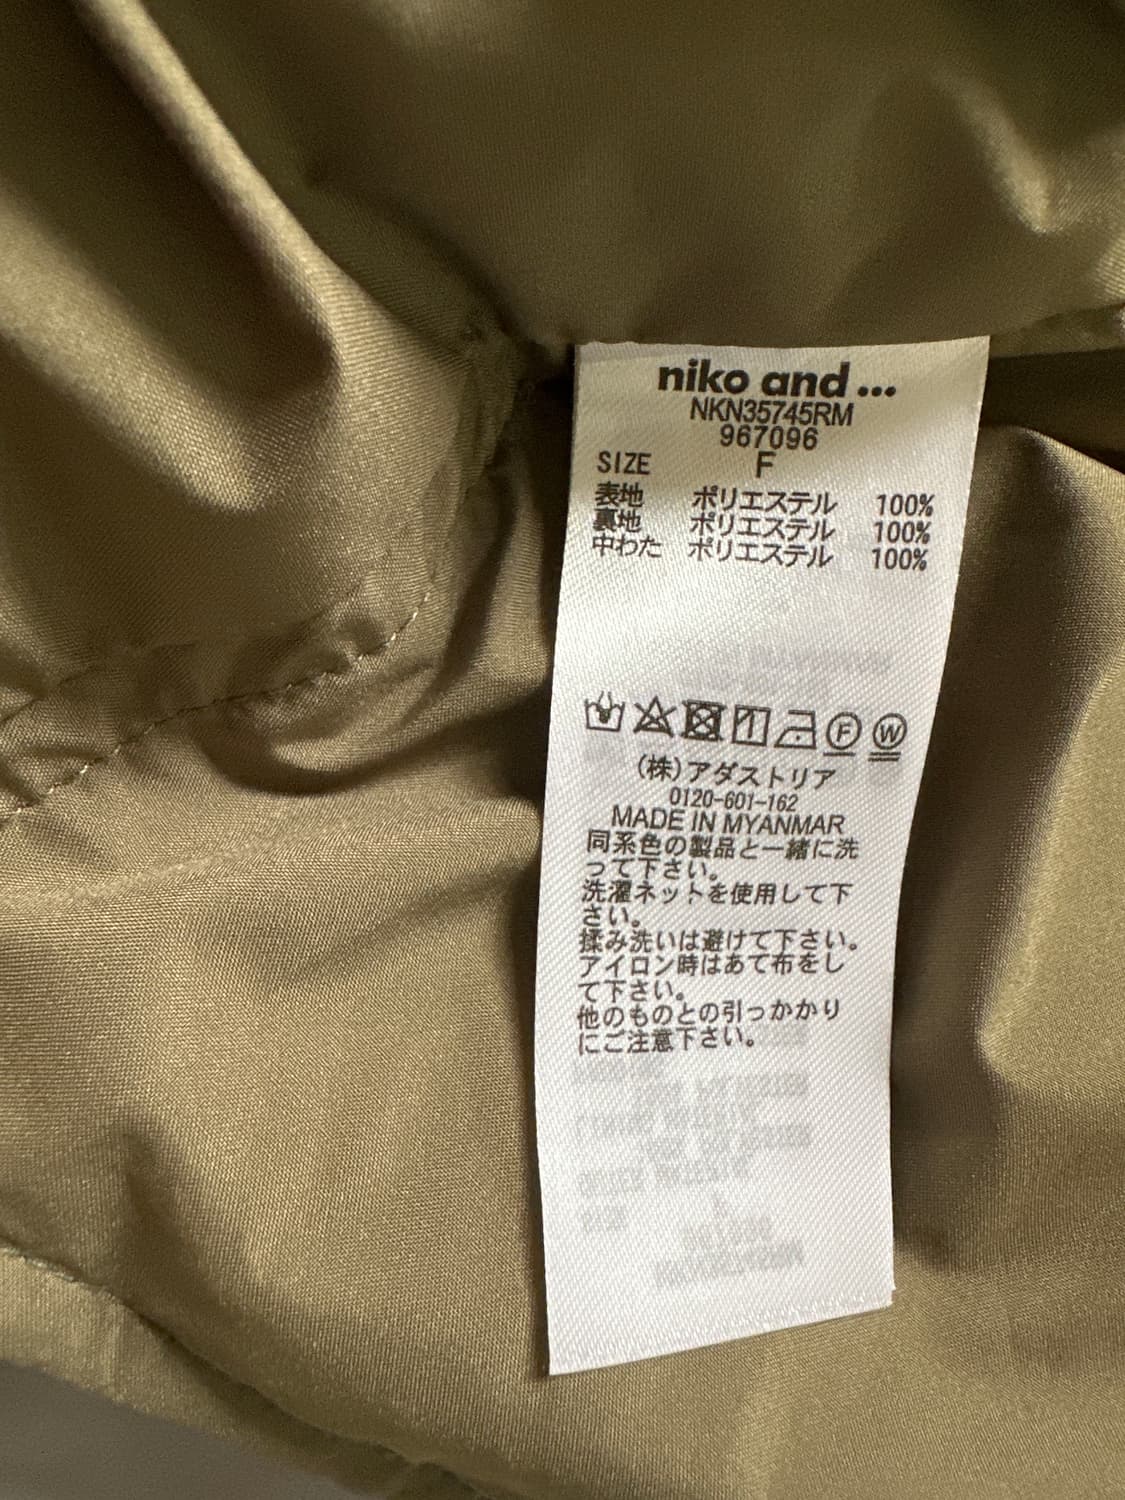 niko and ...
NKN35745RM
967096
SIZE F
表地 ポリエステル 100%
裏地 ポリエステル 100%
中わた ポリエステル 100%
F W
(株)アダストリア
0120-601-162
MADE IN MYANMAR
同系色の製品と一緒に洗
って下さい。
洗濯ネットを使用して下
さい。
揉み洗いは避けて下さい。
アイロン時はあて布をし
て下さい。
他のものとの引っかかり
にご注意下さい。